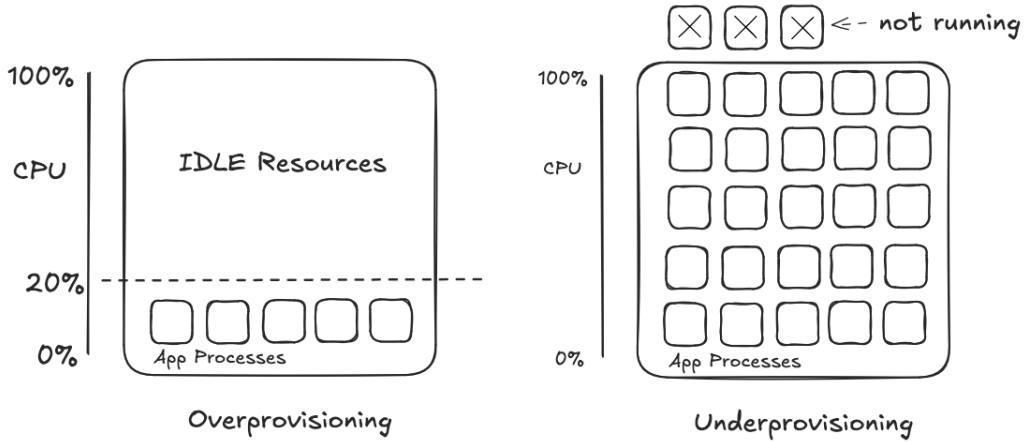 100%
CPU
IDLE Resources
20%
0%
App Processes
Overprovisioning
not running
100%
CPU
0%
App Processes
Underprovisioning